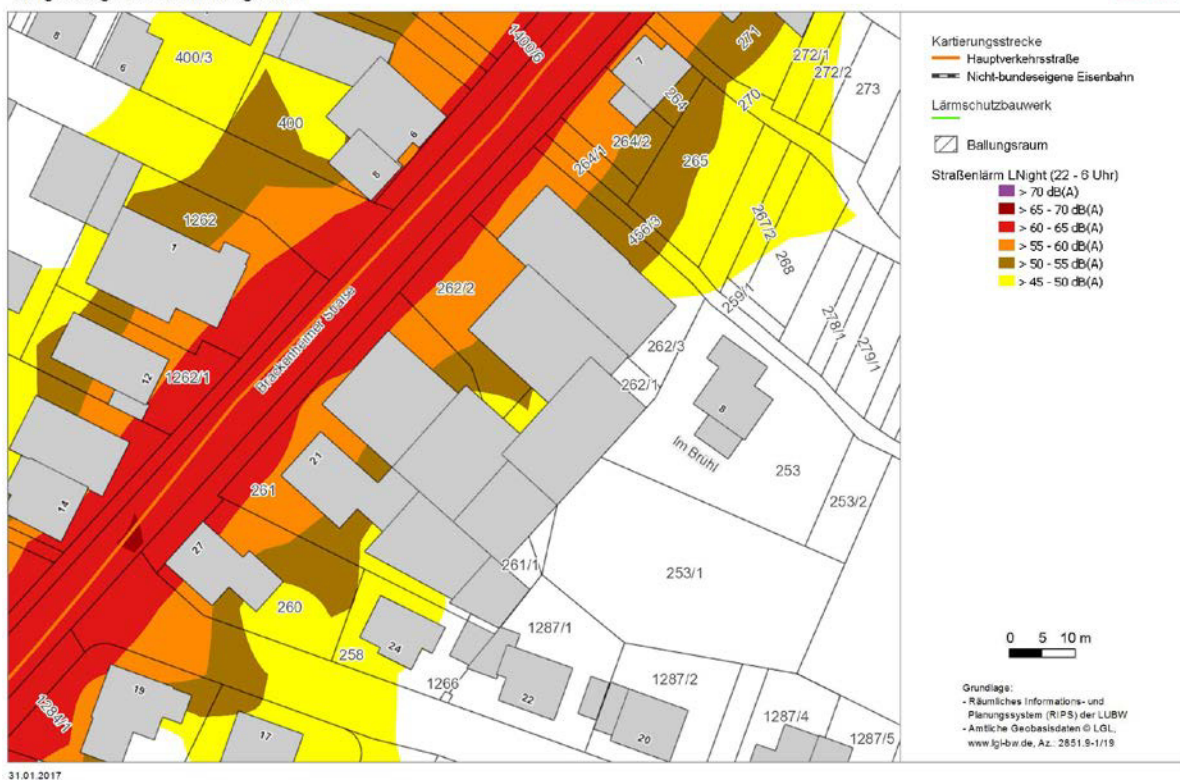 Kartierungsstrecke
Hauptverkehrsstraße
Nicht-bundeseigene Eisenbahn
Lärmschutzbauwerk
Ballungsraum
Straßenlärm LNight (22 - 6 Uhr)
> 70 dB(A)
> 65 - 70 dB(A)
> 60 - 65 dB(A)
> 55 - 60 dB(A)
> 50 - 55 dB(A)
> 45 - 50 dB(A)
8
6
400/3
1400/6
7
271
272/1
272/2
273
264
270
400
6
5
264/2
264/1
265
1262
456/3
267/2
268
1
262/2
259/1
278/1
279/1
Brackenheimer Straße
262/3
262/1
12
1262/1
8
Im Brühl
253
253/2
21
261
14
27
261/1
253/1
260
258
24
1287/1
1266
22
1287/2
20
1287/4
1287/5
19
17
1284/1
0 5 10 m
Grundlage:
- Räumliches Informations- und
Planungssystem (RIPS) der LUBW
- Amtliche Geobasisdaten © LGL,
www.lgl-bw.de, Az.: 2851.9-1/19
31.01.2017